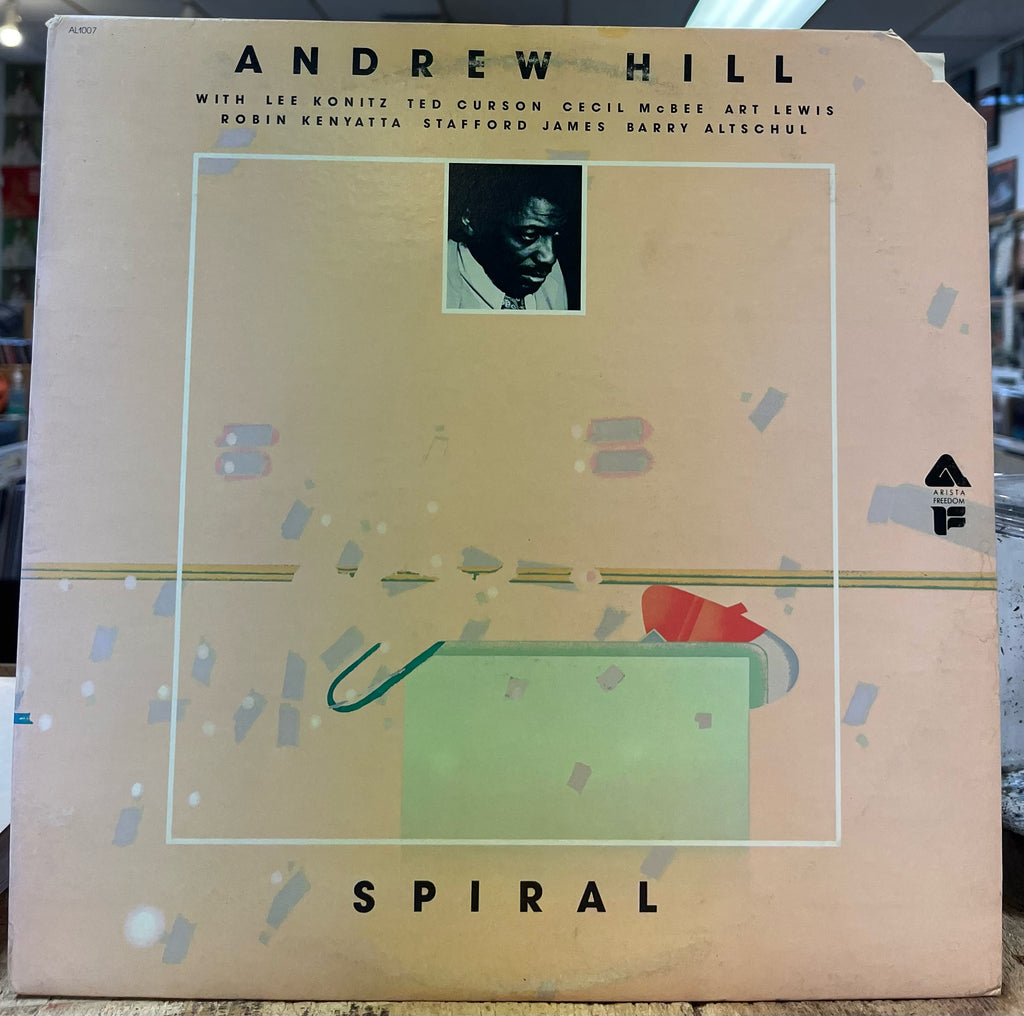 AL1007
ANDREW HILL
WITH LEE KONITZ TED CURSON CECIL McBEE ART LEWIS
ROBIN KENYATTA STAFFORD JAMES BARRY ALTSCHUL
ARISTA
FREEDOM
SPIRAL